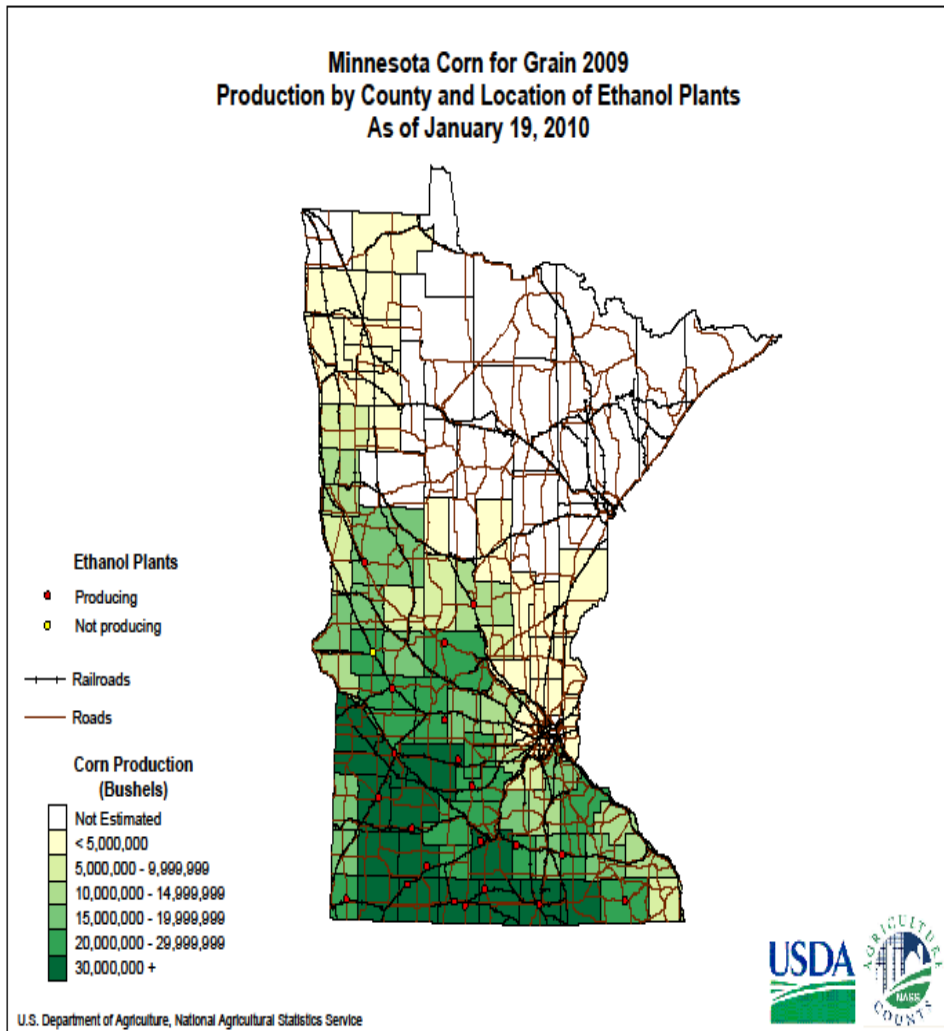 Minnesota Corn for Grain 2009
Production by County and Location of Ethanol Plants
As of January 19, 2010
Ethanol Plants
Producing
Not producing
Railroads
Roads
Corn Production
(Bushels)
Not Estimated
< 5,000,000
5,000,000 - 9,999,999
10,000,000 - 14,999,999
15,000,000 - 19,999,999
20,000,000 - 29,999,999
30,000,000 +
USDA
AGRICULTURE
NASS
COUNTS
U.S. Department of Agriculture, National Agricultural Statistics Service